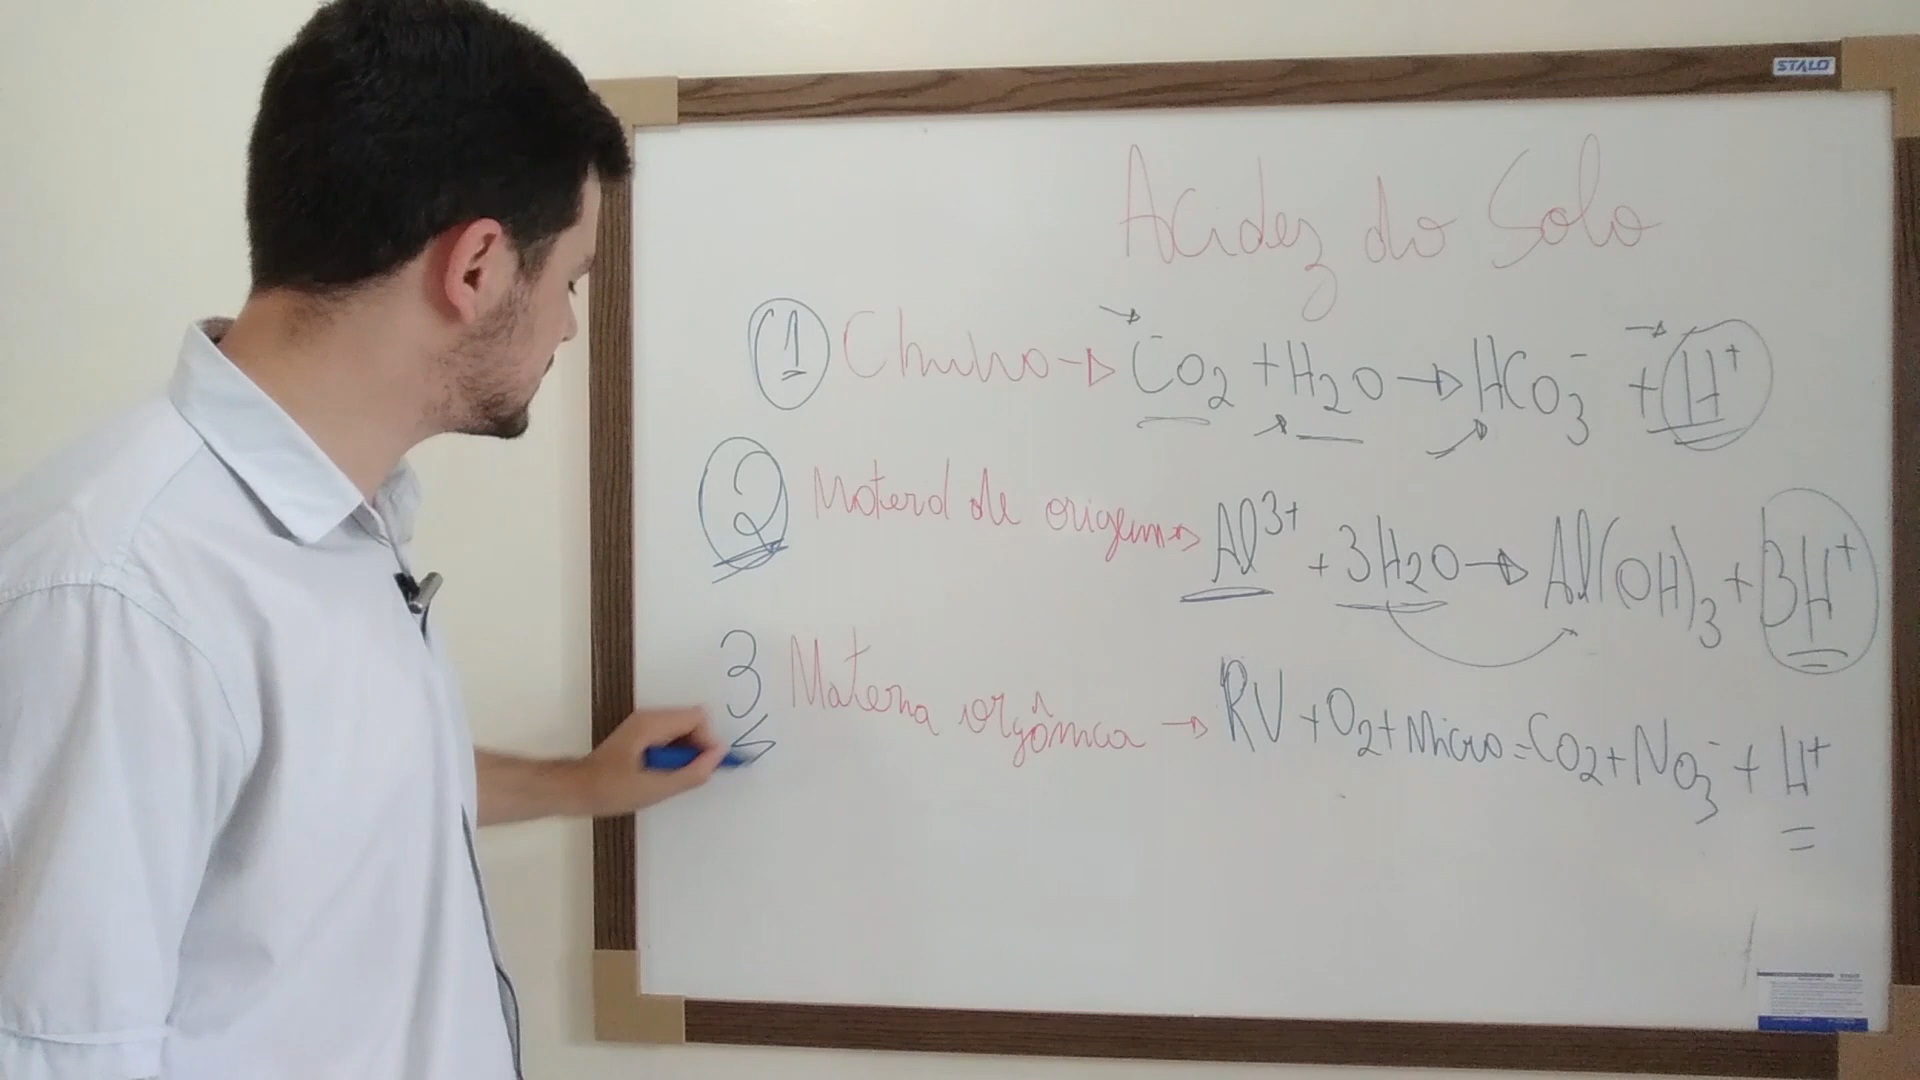 STALO
Acidez do Solo
1 Chuva → CO2 + H2O → HCO3⁻ + H⁺
2 Material de origem → Al³⁺ + 3H2O → Al(OH)3 + 3H⁺
3 Matéria orgânica → RV + O2 + Micro = CO2 + NO3⁻ + H⁺